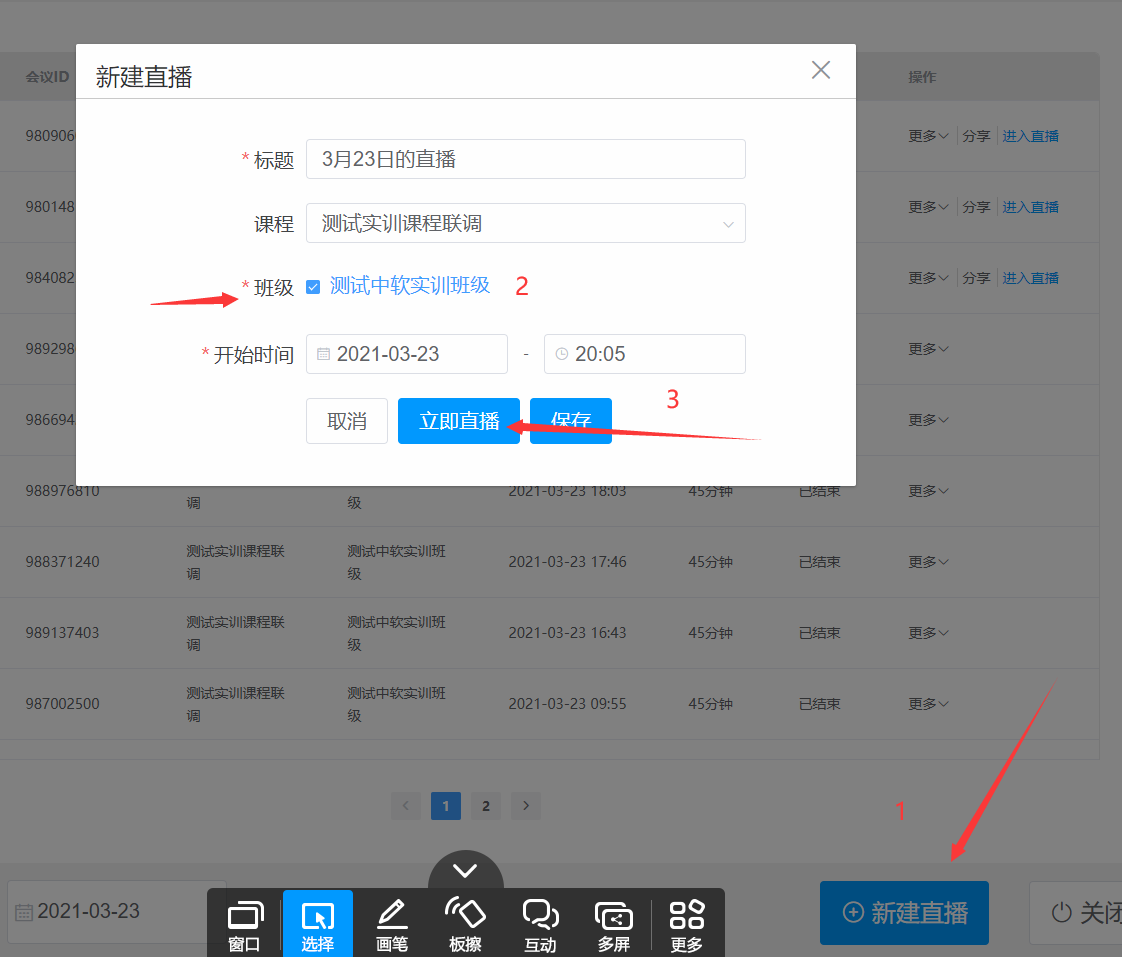 新建直播
会议ID
操作
980906
更多 分享 进入直播
* 标题 3月23日的直播
980148
更多 分享 进入直播
课程 测试实训课程联调
984082
更多 分享 进入直播
* 班级 测试中软实训班级 2
989298
更多
* 开始时间 2021-03-23 - 20:05
3
986694
更多
取消 立即直播 保存
988976810 调 级 2021-03-23 18:03 45分钟 已结束 更多
988371240 测试实训课程联调 测试中软实训班级 2021-03-23 17:46 45分钟 已结束 更多
989137403 测试实训课程联调 测试中软实训班级 2021-03-23 16:43 45分钟 已结束 更多
987002500 测试实训课程联调 测试中软实训班级 2021-03-23 09:55 45分钟 已结束 更多
1 2
1
2021-03-23
新建直播
关闭
窗口 选择 画笔 板擦 互动 多屏 更多